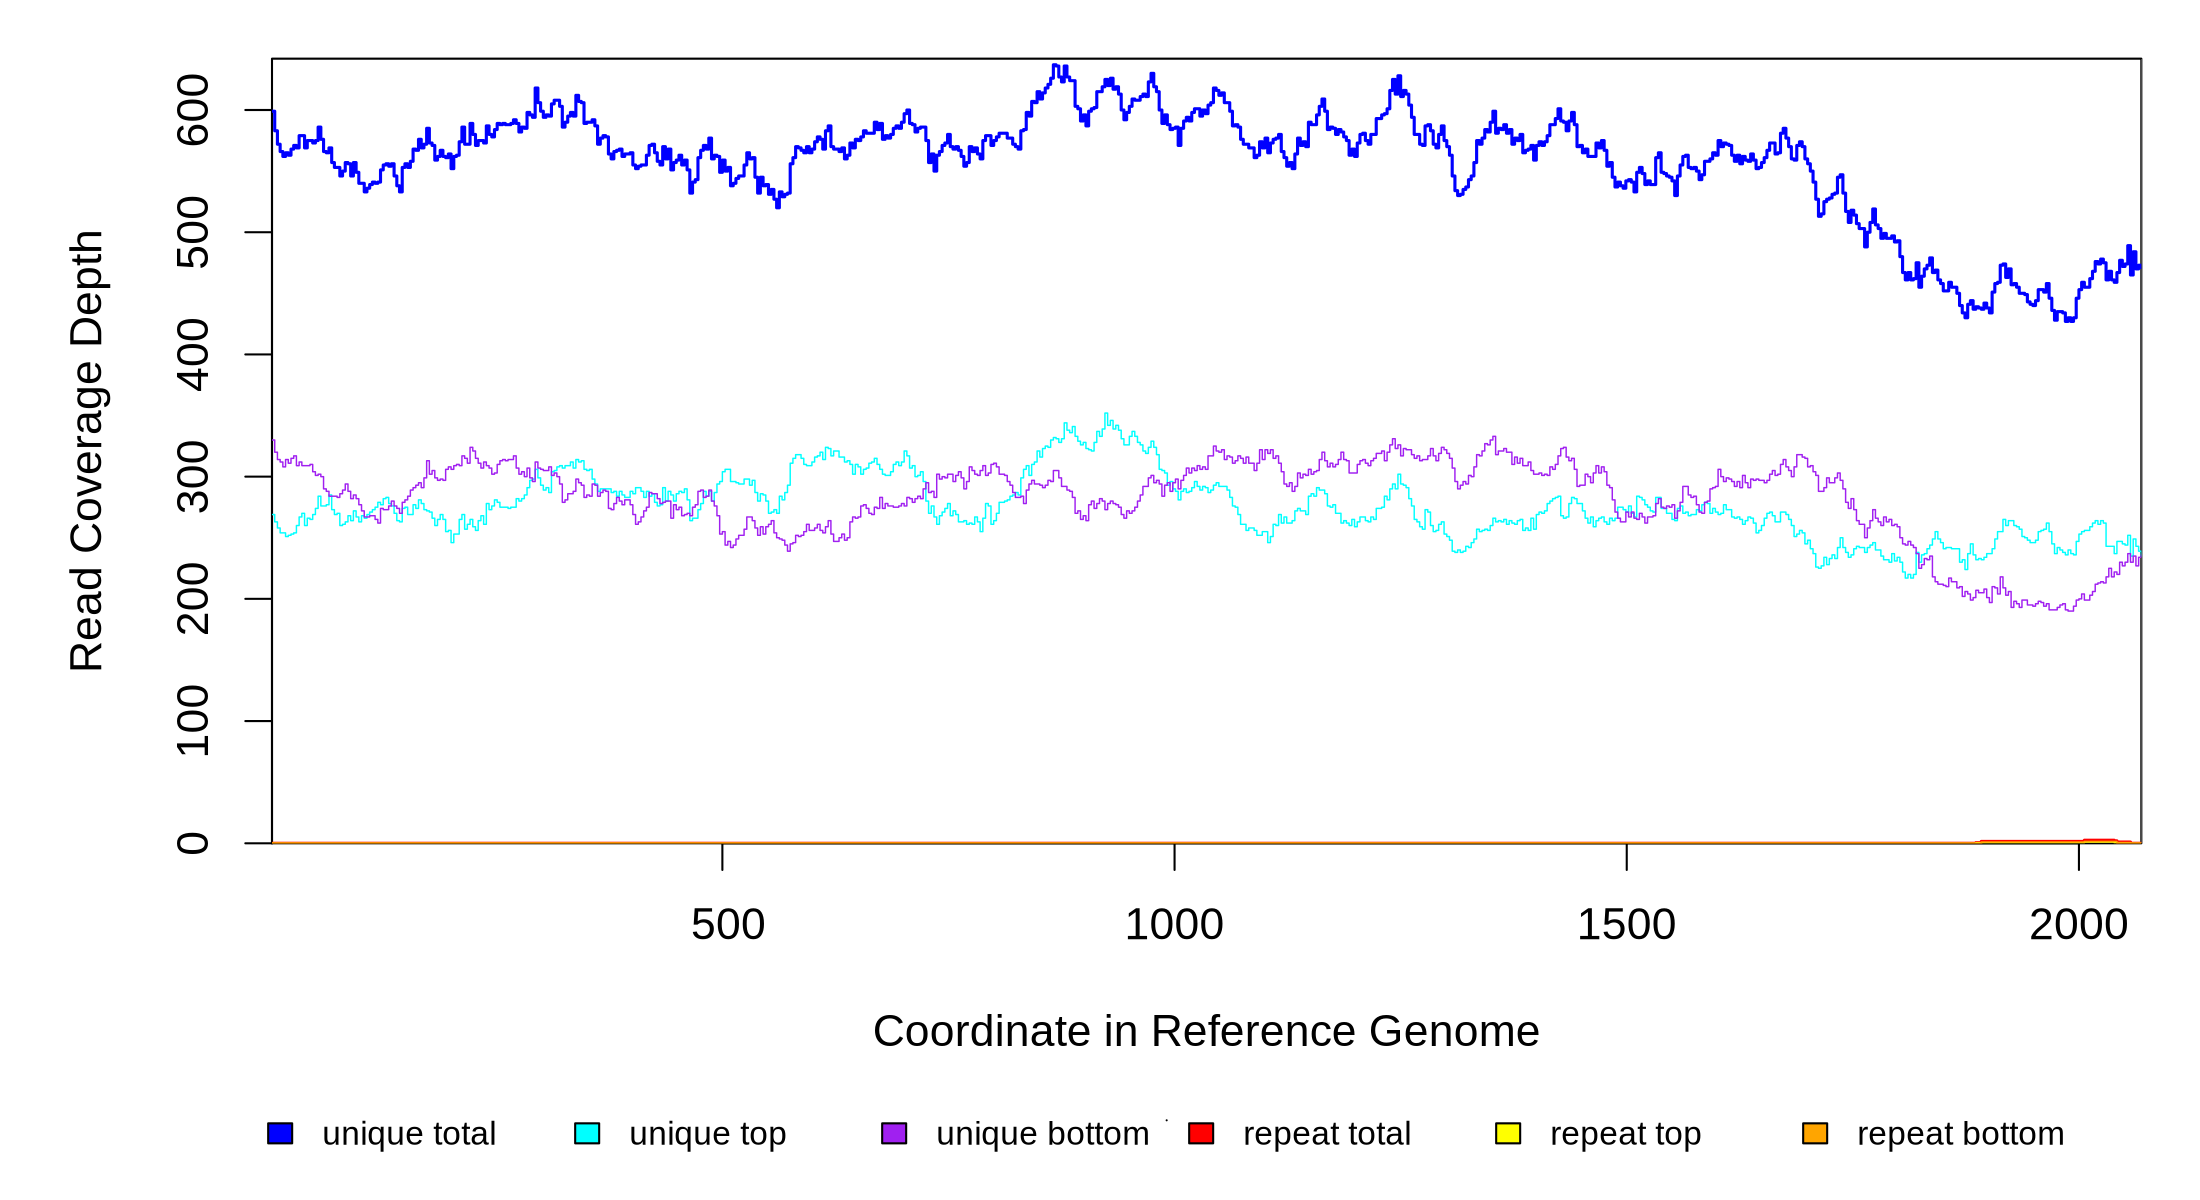 600
500
400
300
200
100
0
Read Coverage Depth
500 1000 1500 2000
Coordinate in Reference Genome
unique total unique top unique bottom repeat total repeat top repeat bottom